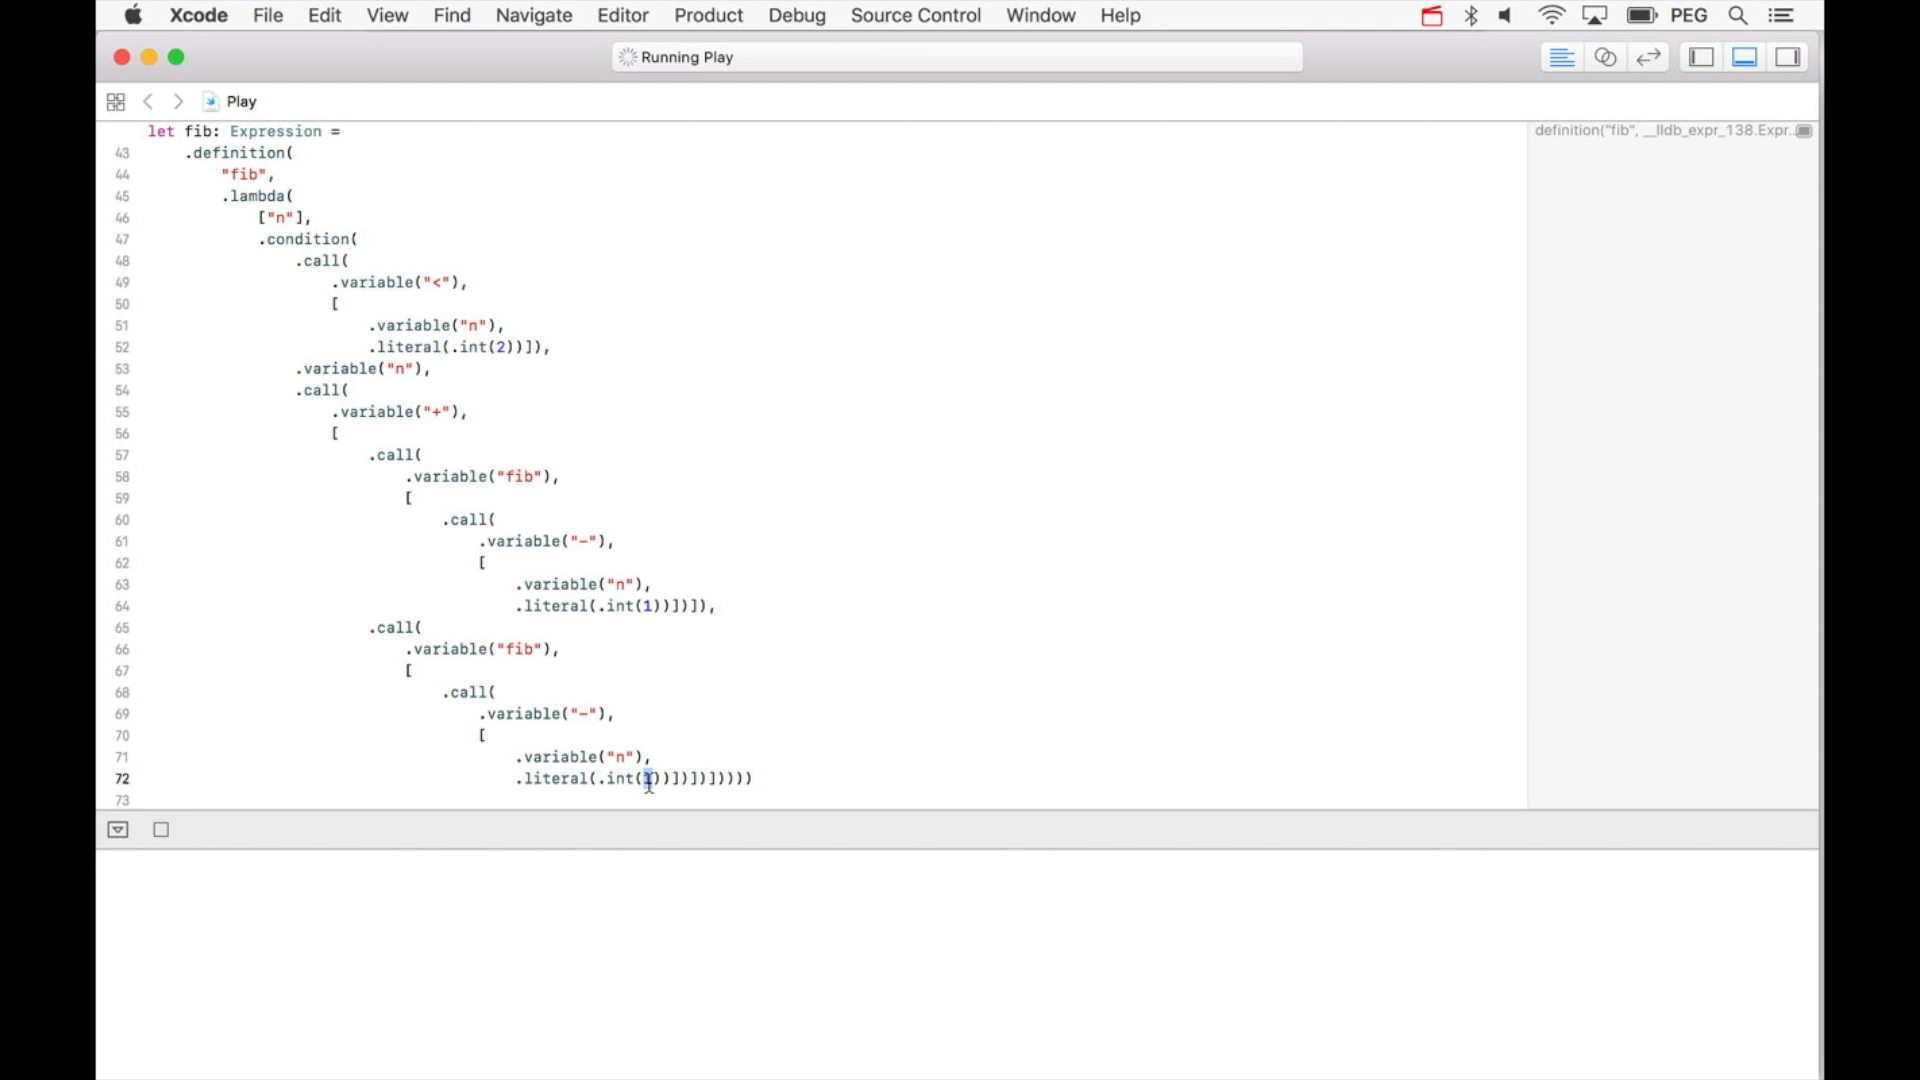 Xcode File Edit View Find Navigate Editor Product Debug Source Control Window Help PEG
Running Play
Play
let fib: Expression =
definition("fib", __lldb_expr_138.Expr...
43 .definition(
44 "fib",
45 .lambda(
46 ["n"],
47 .condition(
48 .call(
49 .variable("<"),
50 [
51 .variable("n"),
52 .literal(.int(2))]),
53 .variable("n"),
54 .call(
55 .variable("+"),
56 [
57 .call(
58 .variable("fib"),
59 [
60 .call(
61 .variable("-"),
62 [
63 .variable("n"),
64 .literal(.int(1))])]),
65 .call(
66 .variable("fib"),
67 [
68 .call(
69 .variable("-"),
70 [
71 .variable("n"),
72 .literal(.int(1))])])]))))
73